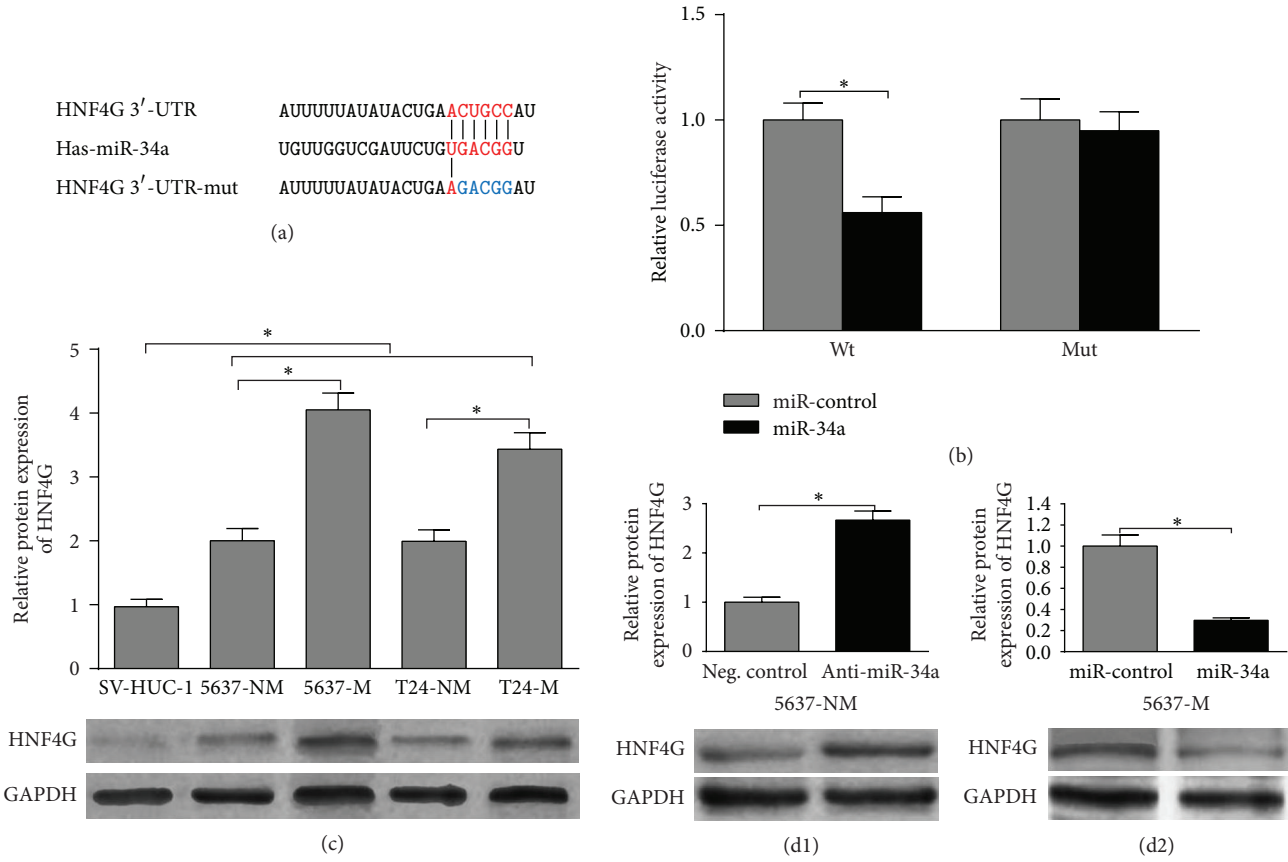 HNF4G 3′-UTR AUUUUUAUAUACUGAACUGCCAU
Has-miR-34a UGUUGGUCGAUUCUGUGACGGU
HNF4G 3′-UTR-mut AUUUUUAUAUACUGAAGACGGAU
(a)
Relative luciferase activity
1.5
1.0
0.5
0.0
*
Wt Mut
miR-control
miR-34a
(b)
Relative protein expression
of HNF4G
5
4
3
2
1
0
*
*
*
SV-HUC-1 5637-NM 5637-M T24-NM T24-M
HNF4G
GAPDH
(c)
Relative protein
expression of HNF4G
3
2
1
0
*
Neg. control Anti-miR-34a
5637-NM
HNF4G
GAPDH
(d1)
Relative protein
expression of HNF4G
1.4
1.2
1.0
0.8
0.6
0.4
0.2
0.0
*
miR-control miR-34a
5637-M
HNF4G
GAPDH
(d2)